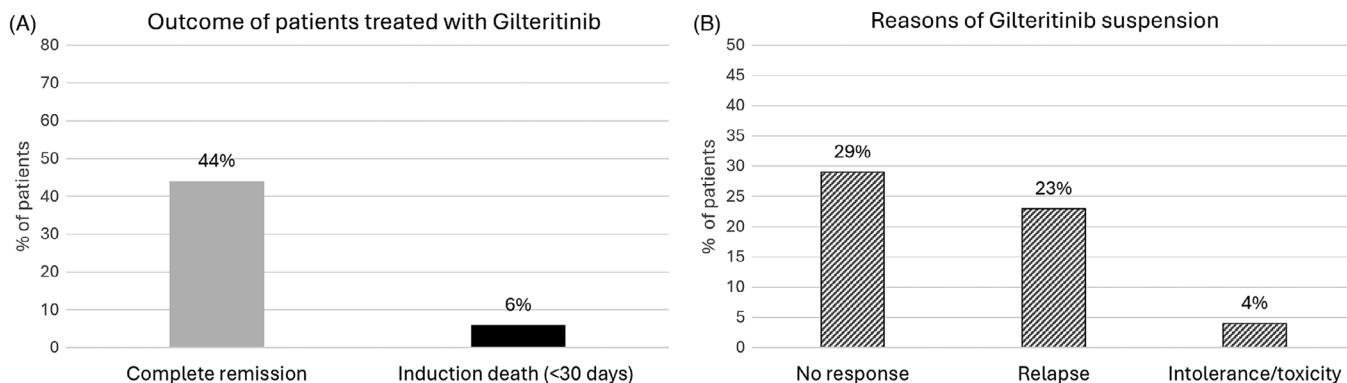 (A)
Outcome of patients treated with Gilteritinib
80
70
60
50
40
30
20
10
0
% of patients
44%
6%
Complete remission
Induction death (<30 days)
(B)
Reasons of Gilteritinib suspension
50
45
40
35
30
25
20
15
10
5
0
% of patients
29%
23%
4%
No response
Relapse
Intolerance/toxicity